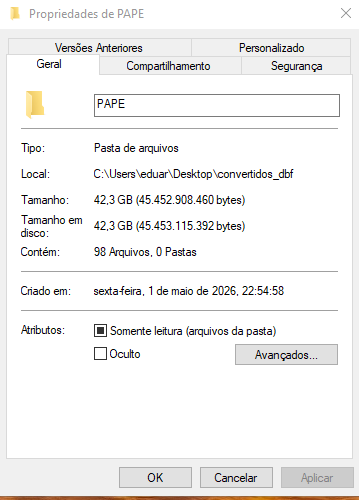 Propriedades de PAPE
Versões Anteriores
Personalizado
Geral
Compartilhamento
Segurança
PAPE
Tipo: Pasta de arquivos
Local: C:\Users\eduar\Desktop\convertidos_dbf
Tamanho: 42,3 GB (45.452.908.460 bytes)
Tamanho em
disco: 42,3 GB (45.453.115.392 bytes)
Contém: 98 Arquivos, 0 Pastas
Criado em: sexta-feira, 1 de maio de 2026, 22:54:58
Atributos: Somente leitura (arquivos da pasta)
Oculto
Avançados...
OK
Cancelar
Aplicar